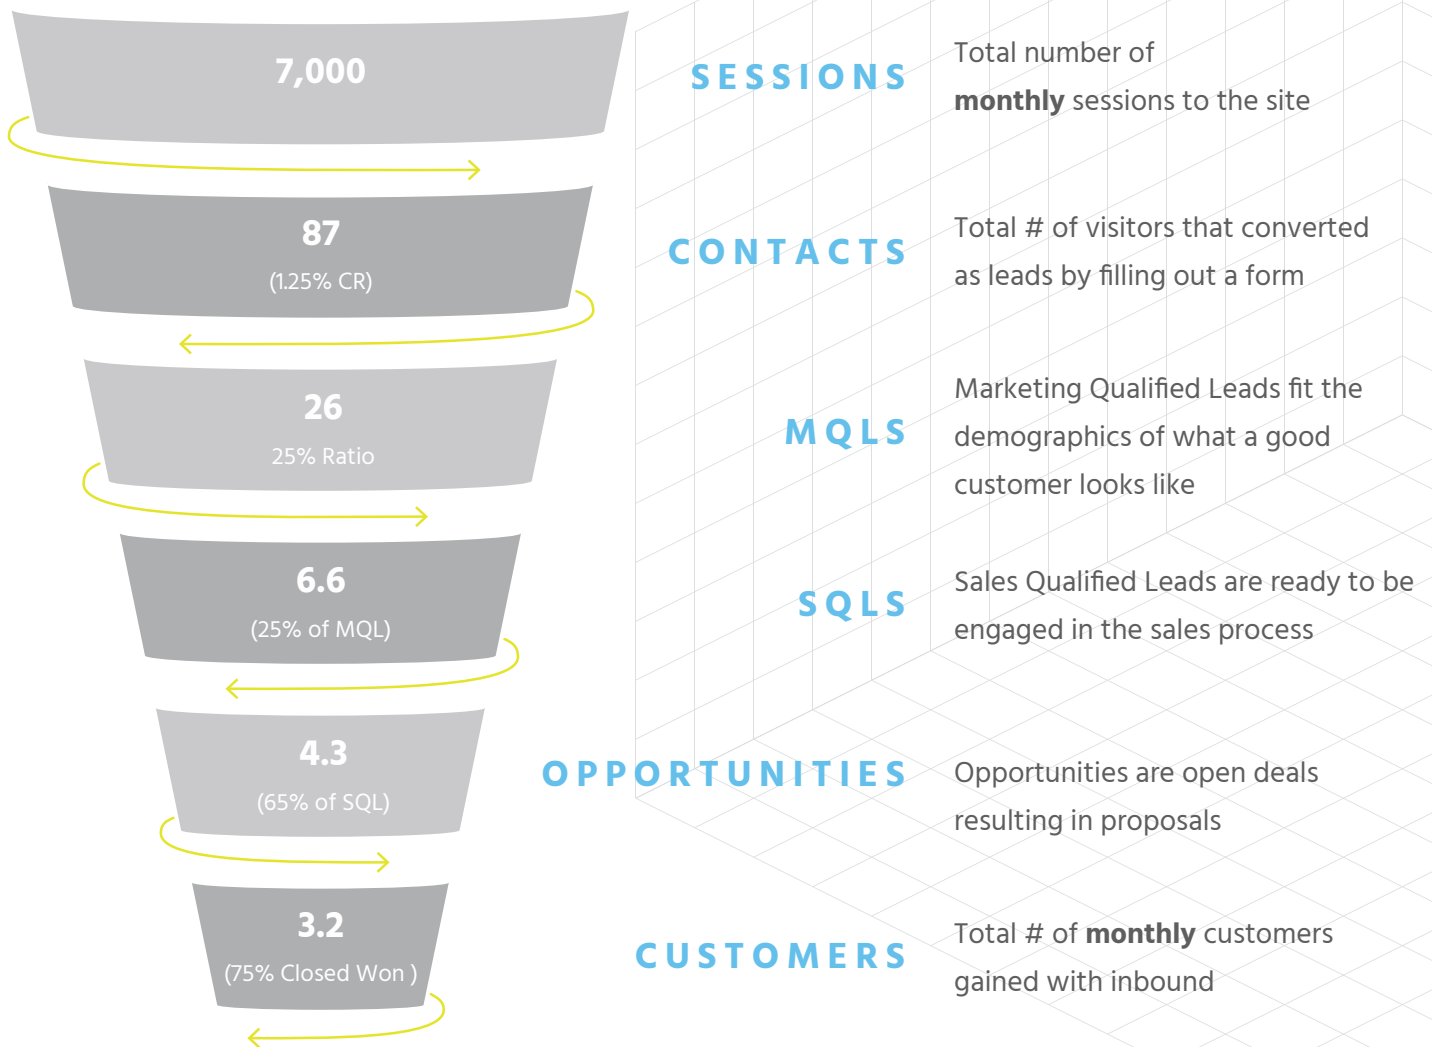 7,000
SESSIONS
Total number of
monthly sessions to the site
87
(1.25% CR)
CONTACTS
Total # of visitors that converted
as leads by filling out a form
26
25% Ratio
MQLS
Marketing Qualified Leads fit the
demographics of what a good
customer looks like
6.6
(25% of MQL)
SQLS
Sales Qualified Leads are ready to be
engaged in the sales process
4.3
(65% of SQL)
OPPORTUNITIES
Opportunities are open deals
resulting in proposals
3.2
(75% Closed Won )
CUSTOMERS
Total # of monthly customers
gained with inbound